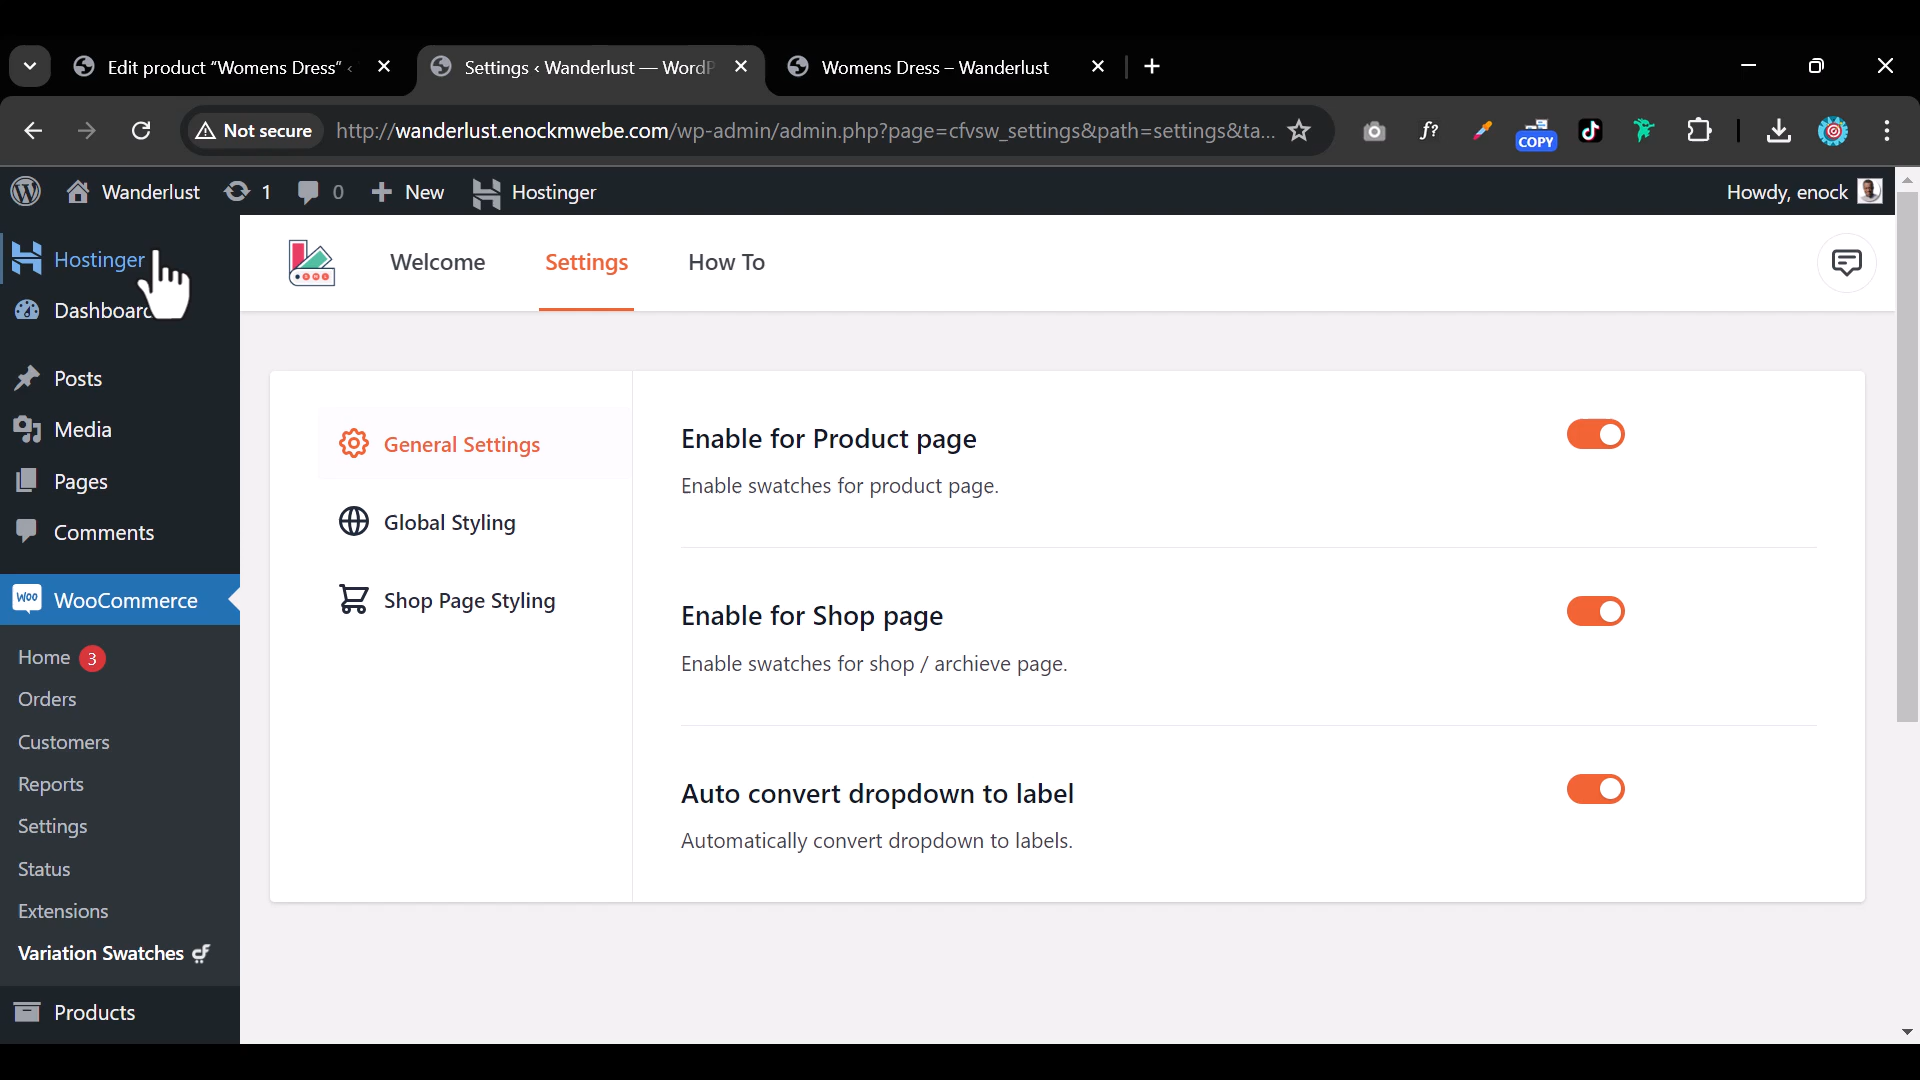 Edit product “Womens Dress” ‹
Settings ‹ Wanderlust — WordP
Womens Dress – Wanderlust
Not secure
http://wanderlust.enockmwebe.com/wp-admin/admin.php?page=cfvsw_settings&path=settings&ta...
f?
COPY
Wanderlust
1
0
New
Hostinger
Howdy, enock
Hostinger
Dashboard
Posts
Media
Pages
Comments
Woo
WooCommerce
Home 3
Orders
Customers
Reports
Settings
Status
Extensions
Variation Swatches
Products
Welcome
Settings
How To
General Settings
Global Styling
Shop Page Styling
Enable for Product page
Enable swatches for product page.
Enable for Shop page
Enable swatches for shop / archieve page.
Auto convert dropdown to label
Automatically convert dropdown to labels.